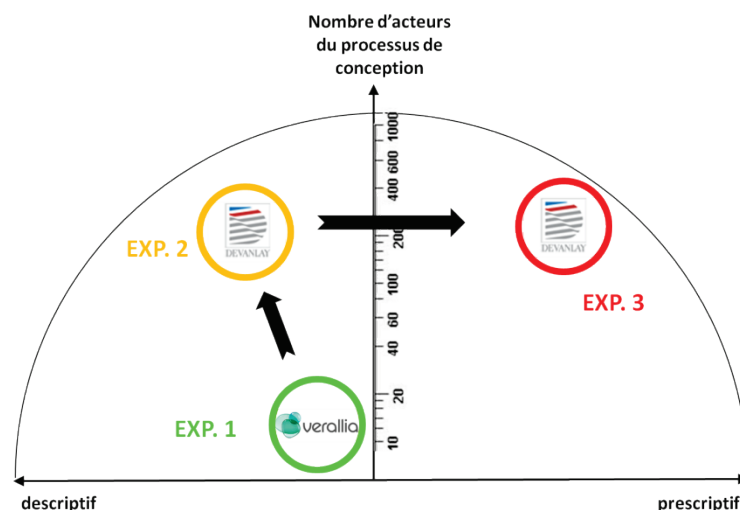 Nombre d'acteurs
du processus de
conception
1000
600
400
DEVANLAY
DEVANLAY
EXP. 2
200
EXP. 3
100
60
40
20
EXP. 1
verallia
10
descriptif
prescriptif